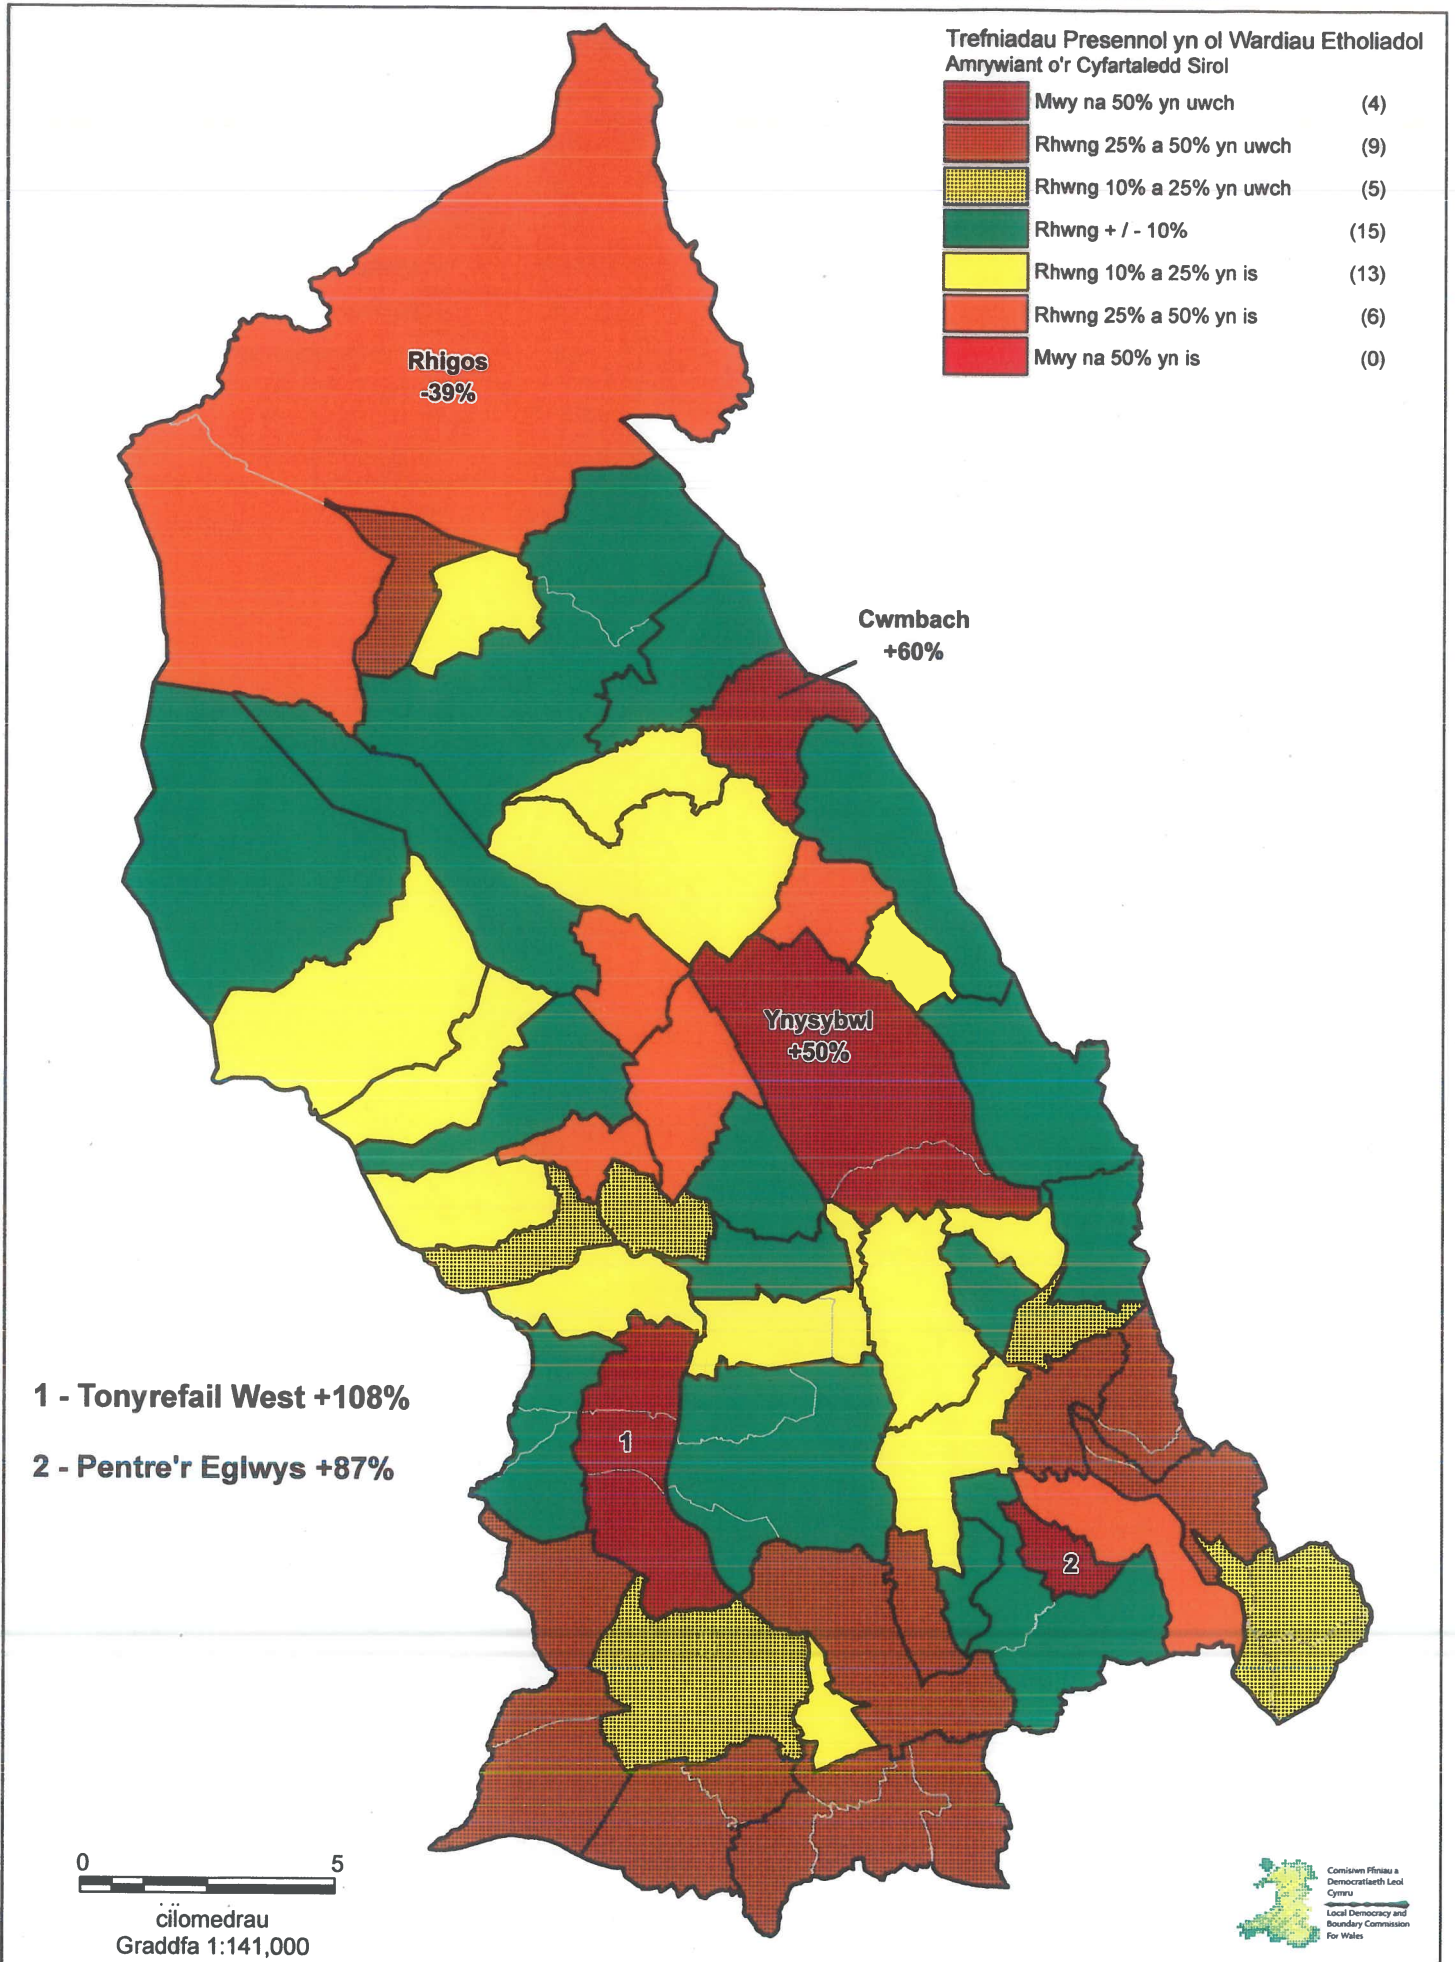 Trefniadau Presennol yn ol Wardiau Etholiadol
Amrywiant o'r Cyfartaledd Sirol
Mwy na 50% yn uwch (4)
Rhwng 25% a 50% yn uwch (9)
Rhwng 10% a 25% yn uwch (5)
Rhwng + / - 10% (15)
Rhwng 10% a 25% yn is (13)
Rhwng 25% a 50% yn is (6)
Mwy na 50% yn is (0)
Rhigos
-39%
Cwmbach
+60%
Ynysybwl
+50%
1 - Tonyrefail West +108%
2 - Pentre'r Eglwys +87%
1
2
0 5
cilomedrau
Graddfa 1:141,000
Comisiwn Ffiniau a
Democratiaeth Leol
Cymru
Local Democracy and
Boundary Commission
For Wales